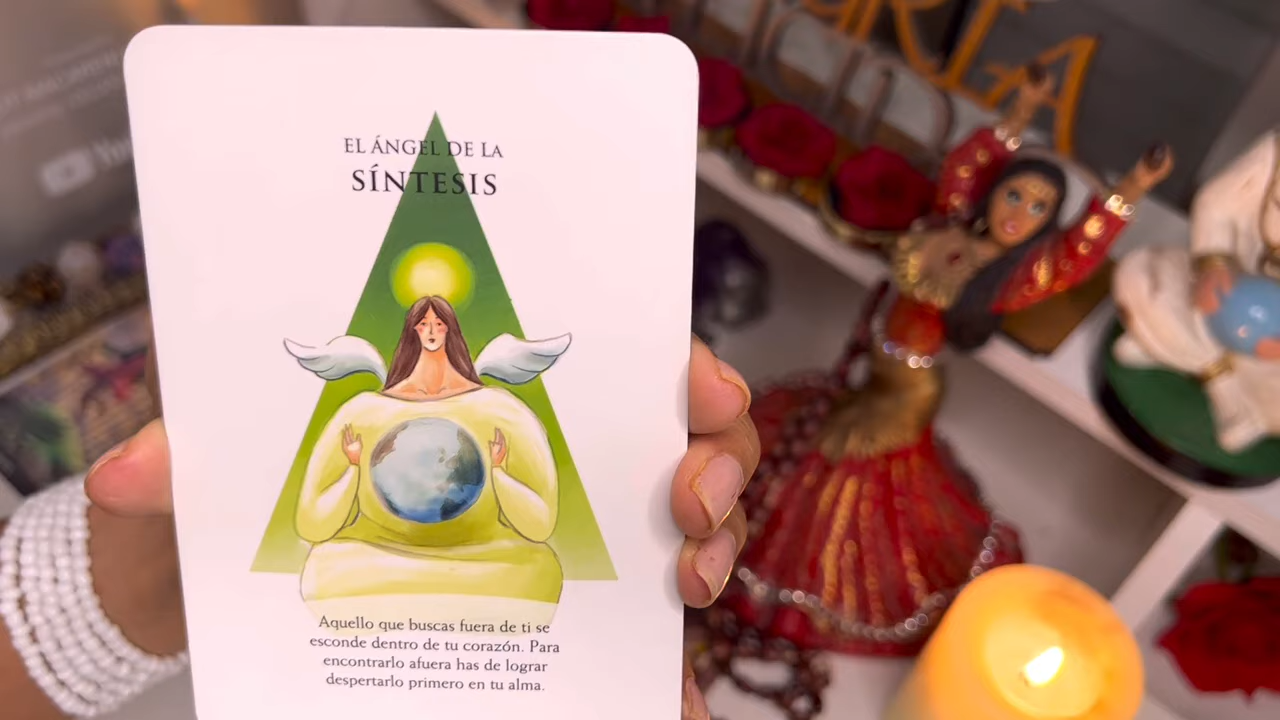 EL ÁNGEL DE LA
SÍNTESIS
Aquello que buscas fuera de ti se
esconde dentro de tu corazón. Para
encontrarlo afuera has de lograr
despertarlo primero en tu alma.